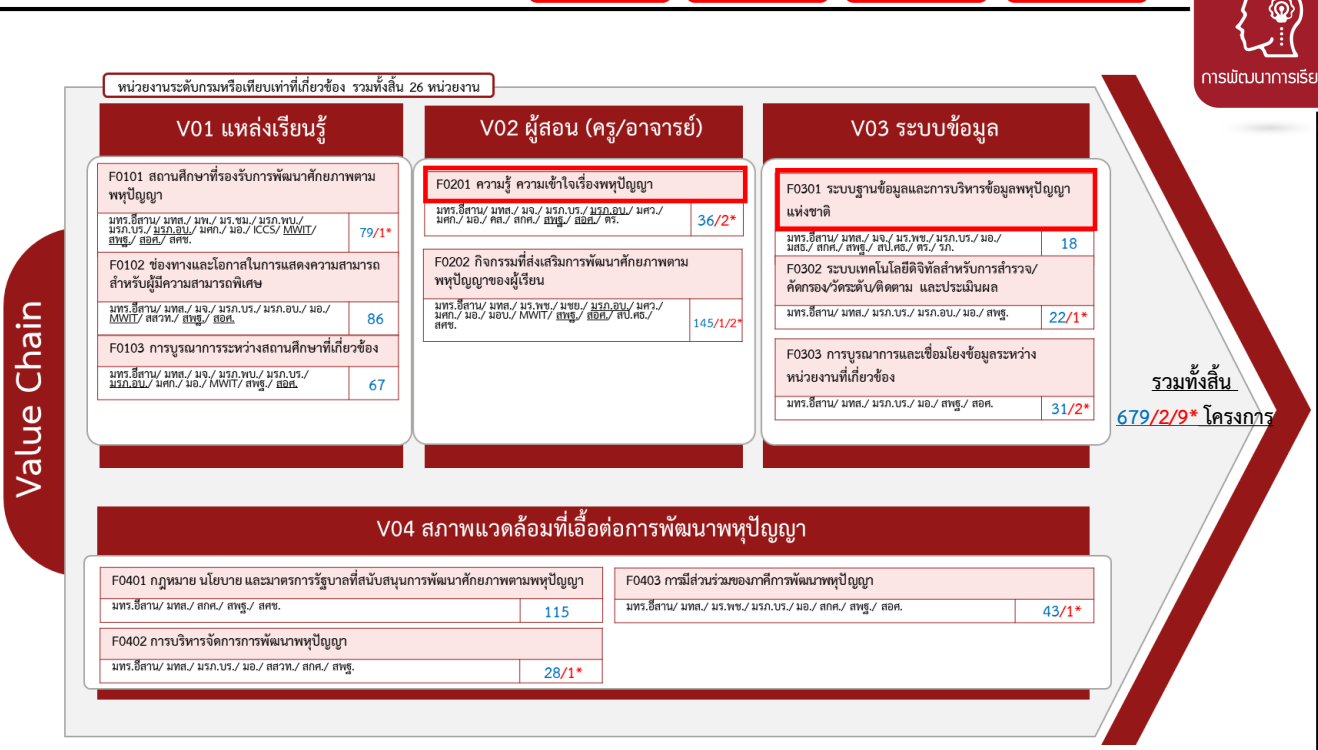 การพัฒนาการเรีย
หน่วยงานระดับกรมหรือเทียบเท่าที่เกี่ยวข้อง รวมทั้งสิ้น 26 หน่วยงาน
Value Chain
V01 แหล่งเรียนรู้
F0101 สถานศึกษาที่รองรับการพัฒนาศักยภาพตาม
พหุปัญญา
มทร.อีสาน/ มทส./ มพ./ มร.ชม./ มรภ.พบ./
มรภ.บร./ มรภ.อบ./ มศก./ มอ./ ICCS/ MWIT/
สพฐ./ สอศ./ สศช.
79/1*
F0102 ช่องทางและโอกาสในการแสดงความสามารถ
สำหรับผู้มีความสามารถพิเศษ
มทร.อีสาน/ มทส./ มจ./ มรภ.บร./ มรภ.อบ./ มอ./
MWIT/ สสวท./ สพฐ./ สอศ.
86
F0103 การบูรณาการระหว่างสถานศึกษาที่เกี่ยวข้อง
มทร.อีสาน/ มทส./ มจ./ มรภ.พบ./ มรภ.บร./
มรภ.อบ./ มศก./ มอ./ MWIT/ สพฐ./ สอศ.
67
V02 ผู้สอน (ครู/อาจารย์)
F0201 ความรู้ ความเข้าใจเรื่องพหุปัญญา
มทร.อีสาน/ มทส./ มจ./ มรภ.บร./ มรภ.อบ./ มศว./
มศก./ มอ./ คส./ สกศ./ สพฐ./ สอศ./ ตร.
36/2*
F0202 กิจกรรมที่ส่งเสริมการพัฒนาศักยภาพตาม
พหุปัญญาของผู้เรียน
มทร.อีสาน/ มทส./ มร.พช./ มชย./ มรภ.อบ./ มศว./
มศก./ มอ./ มอบ./ MWIT/ สพฐ./ สอศ./ สป.ศธ./
สศช.
145/1/2*
V03 ระบบข้อมูล
F0301 ระบบฐานข้อมูลและการบริหารข้อมูลพหุปัญญา
แห่งชาติ
มทร.อีสาน/ มทส./ มจ./ มร.พช./ มรภ.บร./ มอ./
มสธ./ สกศ./ สพฐ./ สป.ศธ./ ตร./ รภ.
18
F0302 ระบบเทคโนโลยีดิจิทัลสำหรับการสำรวจ/
คัดกรอง/วัดระดับ/ติดตาม และประเมินผล
มทร.อีสาน/ มทส./ มรภ.บร./ มรภ.อบ./ มอ./ สพฐ.
22/1*
F0303 การบูรณาการและเชื่อมโยงข้อมูลระหว่าง
หน่วยงานที่เกี่ยวข้อง
มทร.อีสาน/ มทส./ มรภ.บร./ มอ./ สพฐ./ สอศ.
31/2*
รวมทั้งสิ้น
679/2/9* โครงการ
V04 สภาพแวดล้อมที่เอื้อต่อการพัฒนาพหุปัญญา
F0401 กฎหมาย นโยบาย และมาตรการรัฐบาลที่สนับสนุนการพัฒนาศักยภาพตามพหุปัญญา
มทร.อีสาน/ มทส./ สกศ./ สพฐ./ สศช.
115
F0402 การบริหารจัดการการพัฒนาพหุปัญญา
มทร.อีสาน/ มทส./ มรภ.บร./ มอ./ สสวท./ สกศ./ สพฐ.
28/1*
F0403 การมีส่วนร่วมของภาคีการพัฒนาพหุปัญญา
มทร.อีสาน/ มทส./ มร.พช./ มรภ.บร./ มอ./ สกศ./ สพฐ./ สอศ.
43/1*